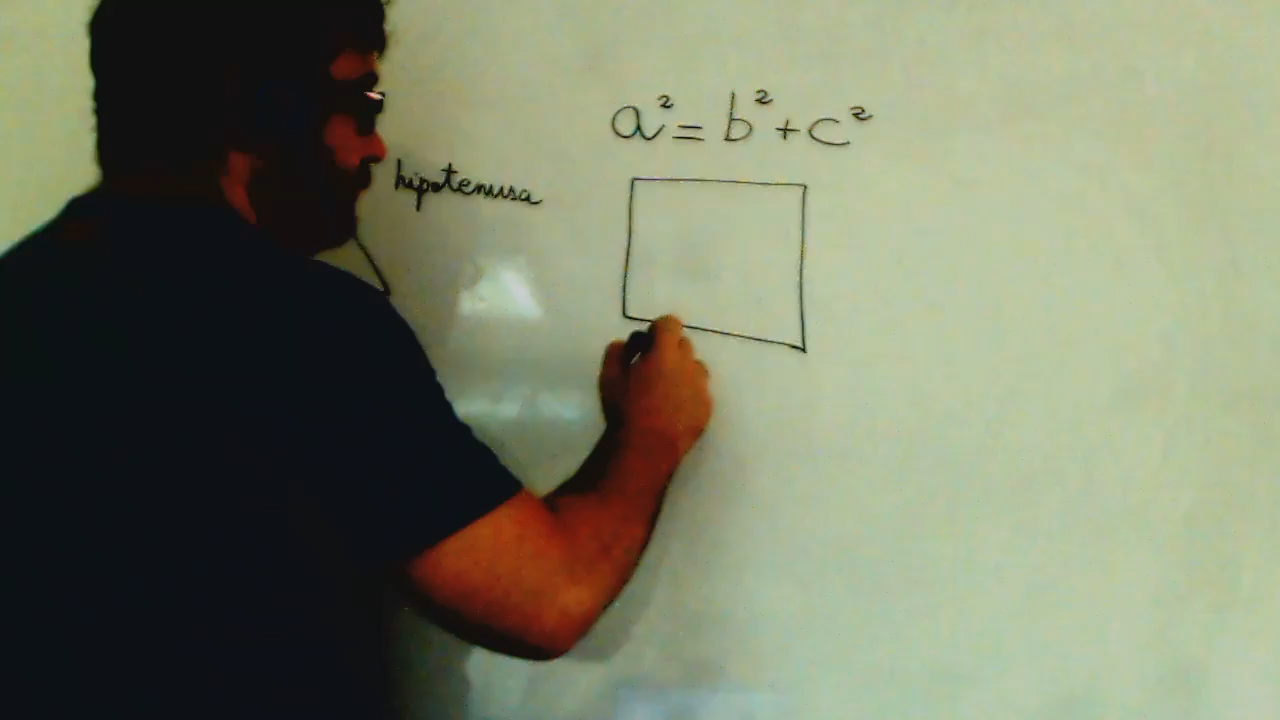 a² = b² + c²
hipotenusa